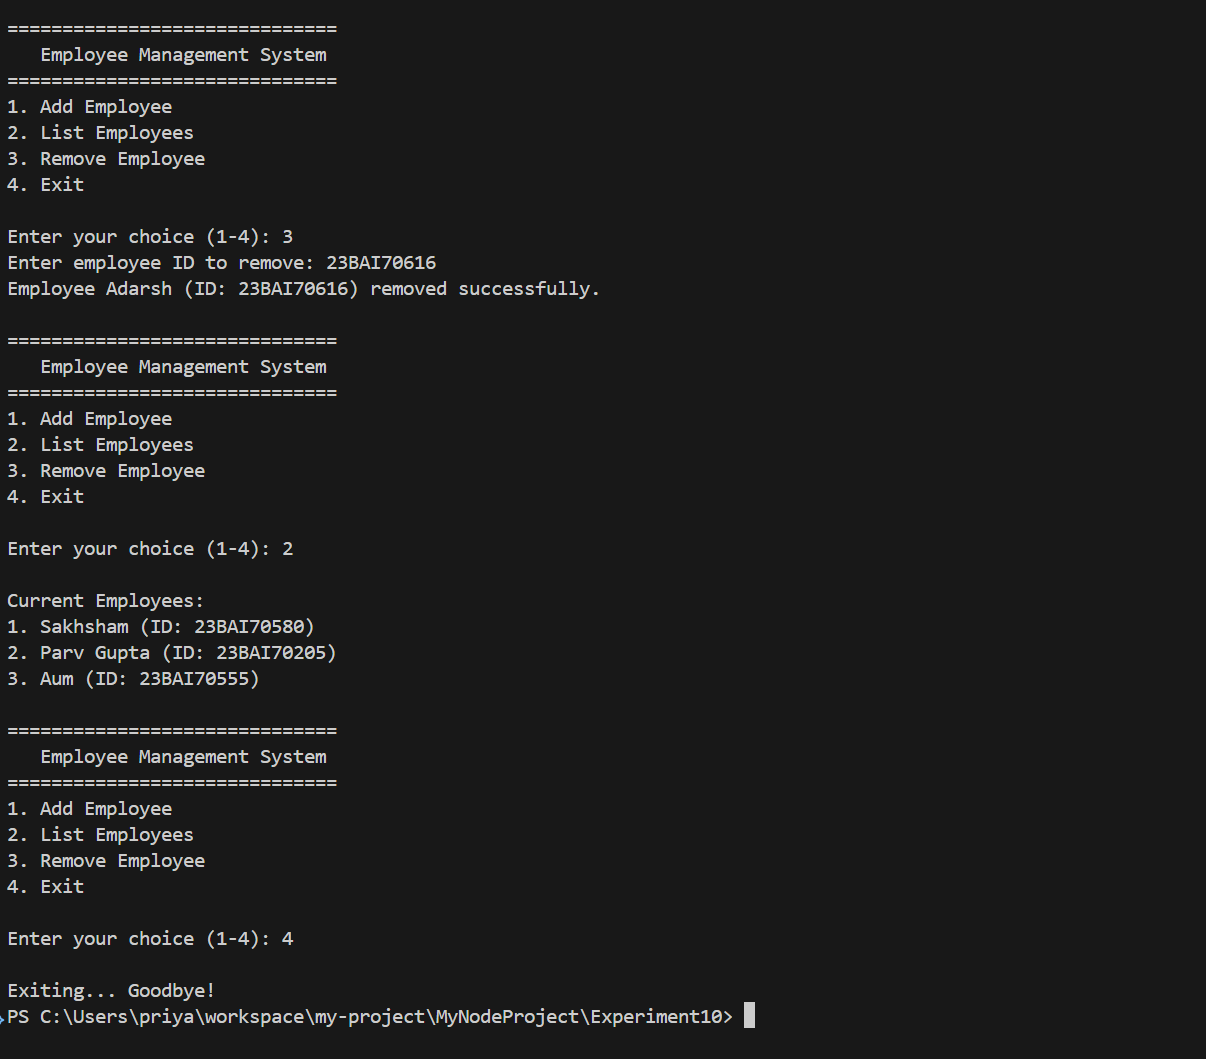 ==============================
   Employee Management System
==============================
1. Add Employee
2. List Employees
3. Remove Employee
4. Exit

Enter your choice (1-4): 3
Enter employee ID to remove: 23BAI70616
Employee Adarsh (ID: 23BAI70616) removed successfully.

==============================
   Employee Management System
==============================
1. Add Employee
2. List Employees
3. Remove Employee
4. Exit

Enter your choice (1-4): 2

Current Employees:
1. Sakhsham (ID: 23BAI70580)
2. Parv Gupta (ID: 23BAI70205)
3. Aum (ID: 23BAI70555)

==============================
   Employee Management System
==============================
1. Add Employee
2. List Employees
3. Remove Employee
4. Exit

Enter your choice (1-4): 4

Exiting... Goodbye!
PS C:\Users\priya\workspace\my-project\MyNodeProject\Experiment10>